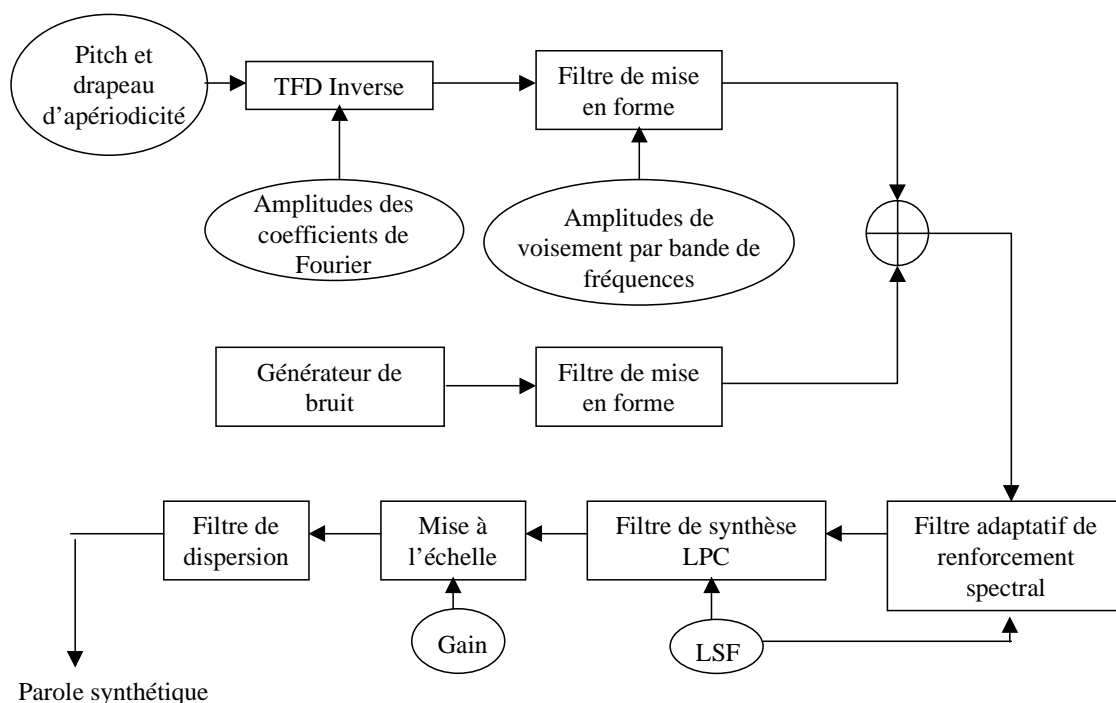 Pitch et
drapeau
d'apériodicité
TFD Inverse
Filtre de mise
en forme
Amplitudes des
coefficients de
Fourier
Amplitudes de
voisement par bande de
fréquences
Générateur de
bruit
Filtre de mise
en forme
Filtre de
dispersion
Mise à
l'échelle
Filtre de synthèse
LPC
Filtre adaptatif de
renforcement
spectral
Gain
LSF
Parole synthétique